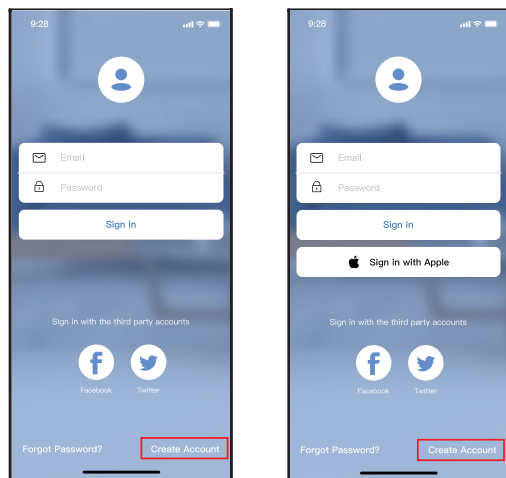 9:28
Email
Password
Sign in
Sign in with the third party accounts
Facebook
Twitter
Forgot Password?
Create Account
9:28
Email
Password
Sign in
Sign in with Apple
Sign in with the third party accounts
Facebook
Twitter
Forgot Password?
Create Account